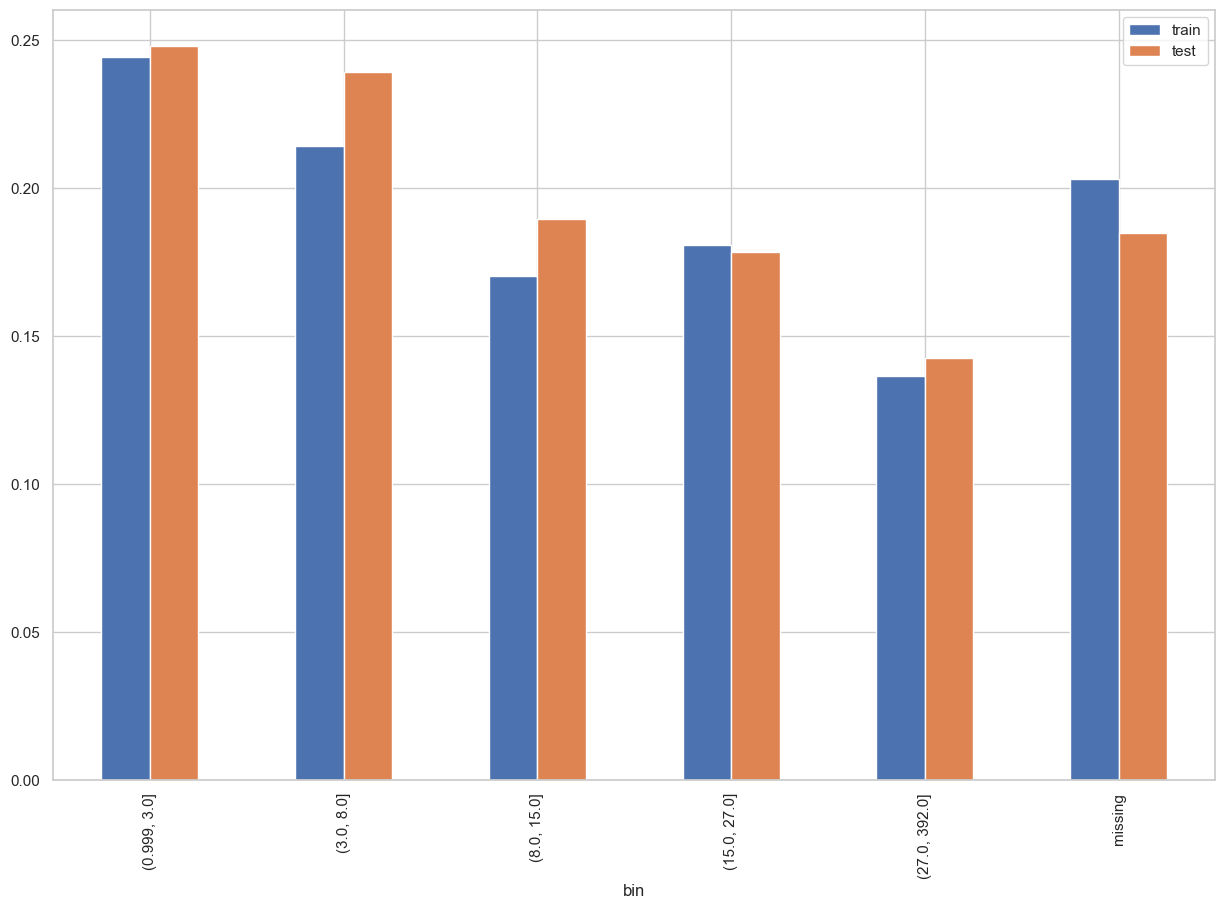 train
test
0.25
0.20
0.15
0.10
0.05
0.00
(0.999, 3.0]
(3.0, 8.0]
(8.0, 15.0]
(15.0, 27.0]
(27.0, 392.0]
missing
bin